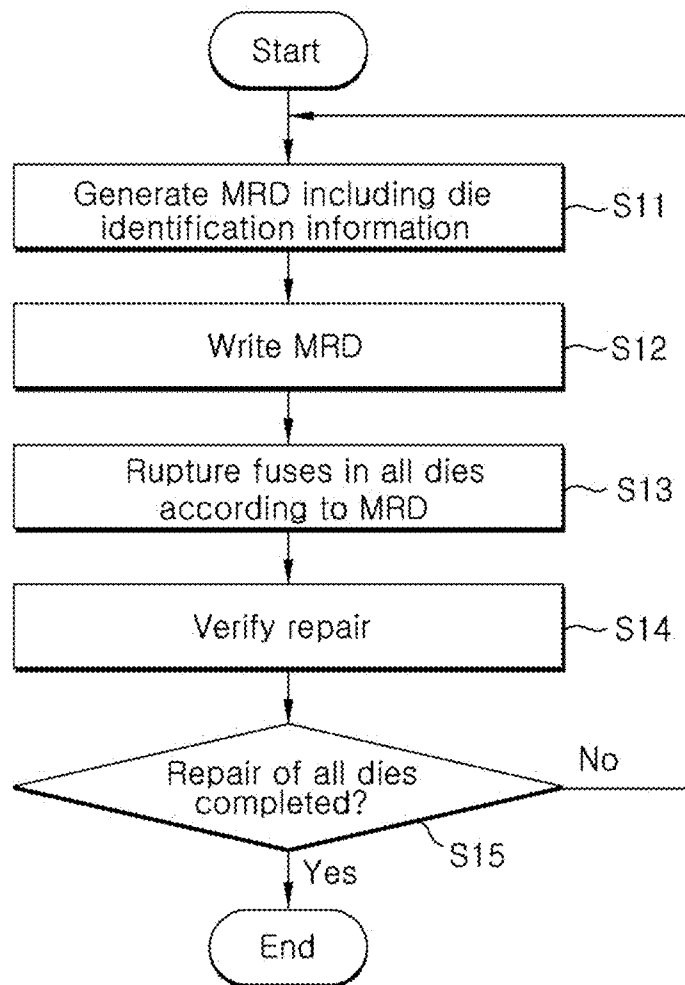 Start
Generate MRD including die
identification information
S11
Write MRD
S12
Rupture fuses in all dies
according to MRD
S13
Verify repair
S14
Repair of all dies
completed?
No
S15
Yes
End